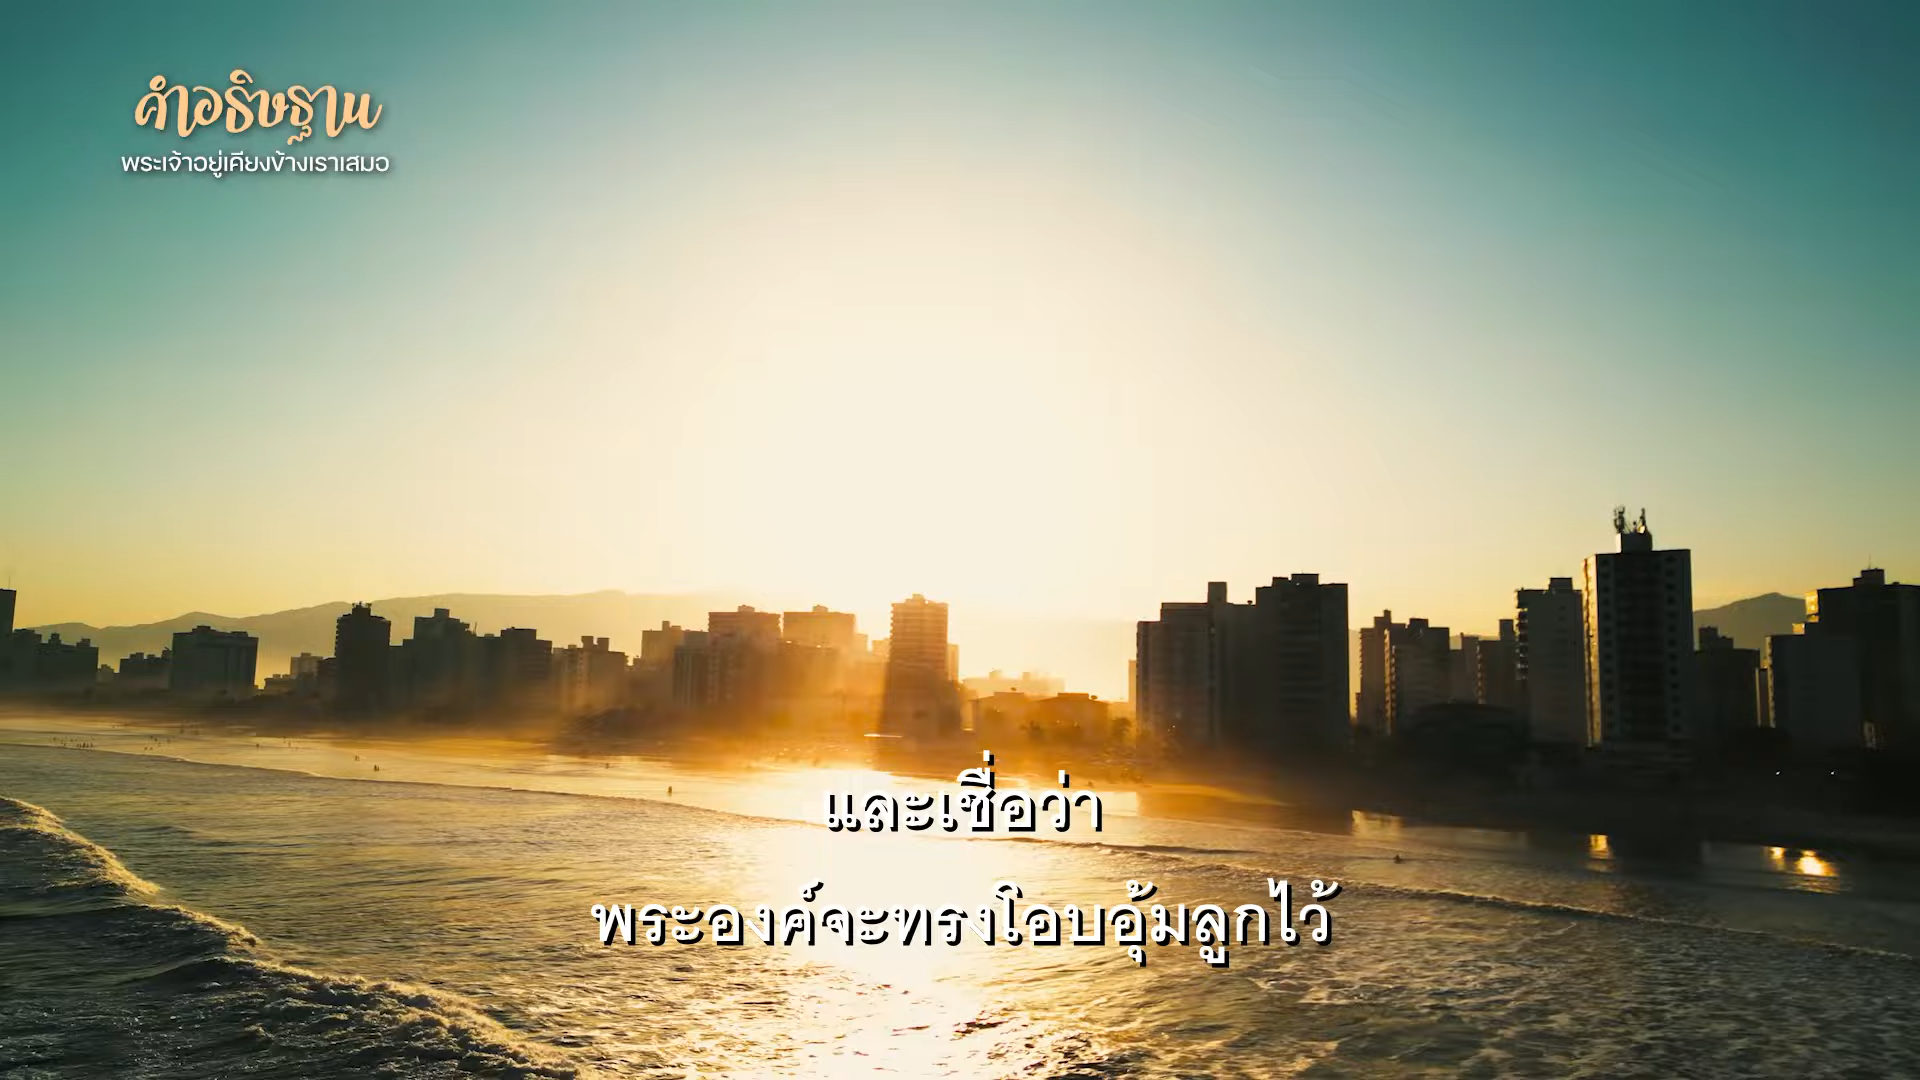 คำอธิษฐาน
พระเจ้าอยู่เคียงข้างเราเสมอ
และเชื่อว่า
พระองค์จะทรงโอบอุ้มลูกไว้